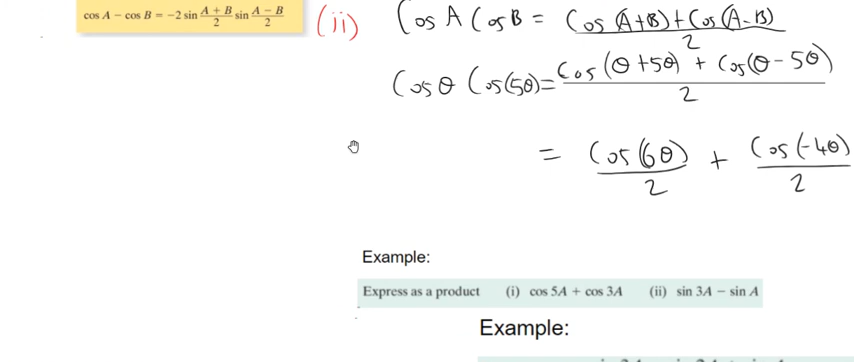 cos A − cos B = −2 sin (A + B)/2 sin (A − B)/2
(ii) Cos A Cos B = (Cos(A+B) + Cos(A-B))/2
Cos θ Cos(5θ) = (Cos(θ + 5θ) + Cos(θ - 5θ))/2
= Cos(6θ)/2 + Cos(-4θ)/2
Example:
Express as a product (i) cos 5A + cos 3A (ii) sin 3A − sin A
Example: